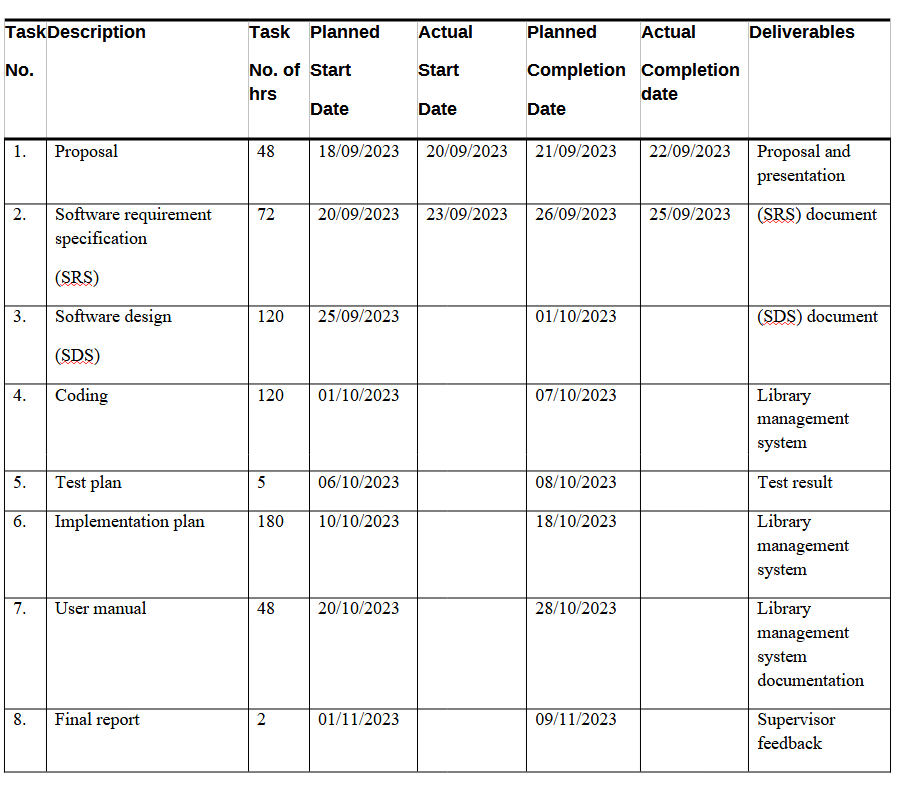 Task Description Task Planned Actual Planned Actual Deliverables
No. No. of Start Start Completion Completion
hrs date
Date Date Date
1. Proposal 48 18/09/2023 20/09/2023 21/09/2023 22/09/2023 Proposal and
presentation
2. Software requirement 72 20/09/2023 23/09/2023 26/09/2023 25/09/2023 (SRS) document
specification
(SRS)
3. Software design 120 25/09/2023 01/10/2023 (SDS) document
(SDS)
4. Coding 120 01/10/2023 07/10/2023 Library
management
system
5. Test plan 5 06/10/2023 08/10/2023 Test result
6. Implementation plan 180 10/10/2023 18/10/2023 Library
management
system
7. User manual 48 20/10/2023 28/10/2023 Library
management
system
documentation
8. Final report 2 01/11/2023 09/11/2023 Supervisor
feedback